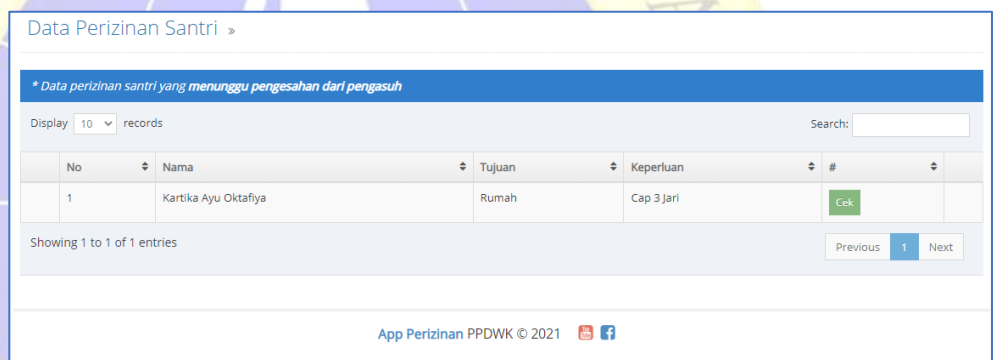 Data Perizinan Santri »
* Data perizinan santri yang menunggu pengesahan dari pengasuh
Display 10 records Search:
No Nama Tujuan Keperluan #
1 Kartika Ayu Oktafiya Rumah Cap 3 Jari Cek
Showing 1 to 1 of 1 entries Previous 1 Next
App Perizinan PPDWK © 2021